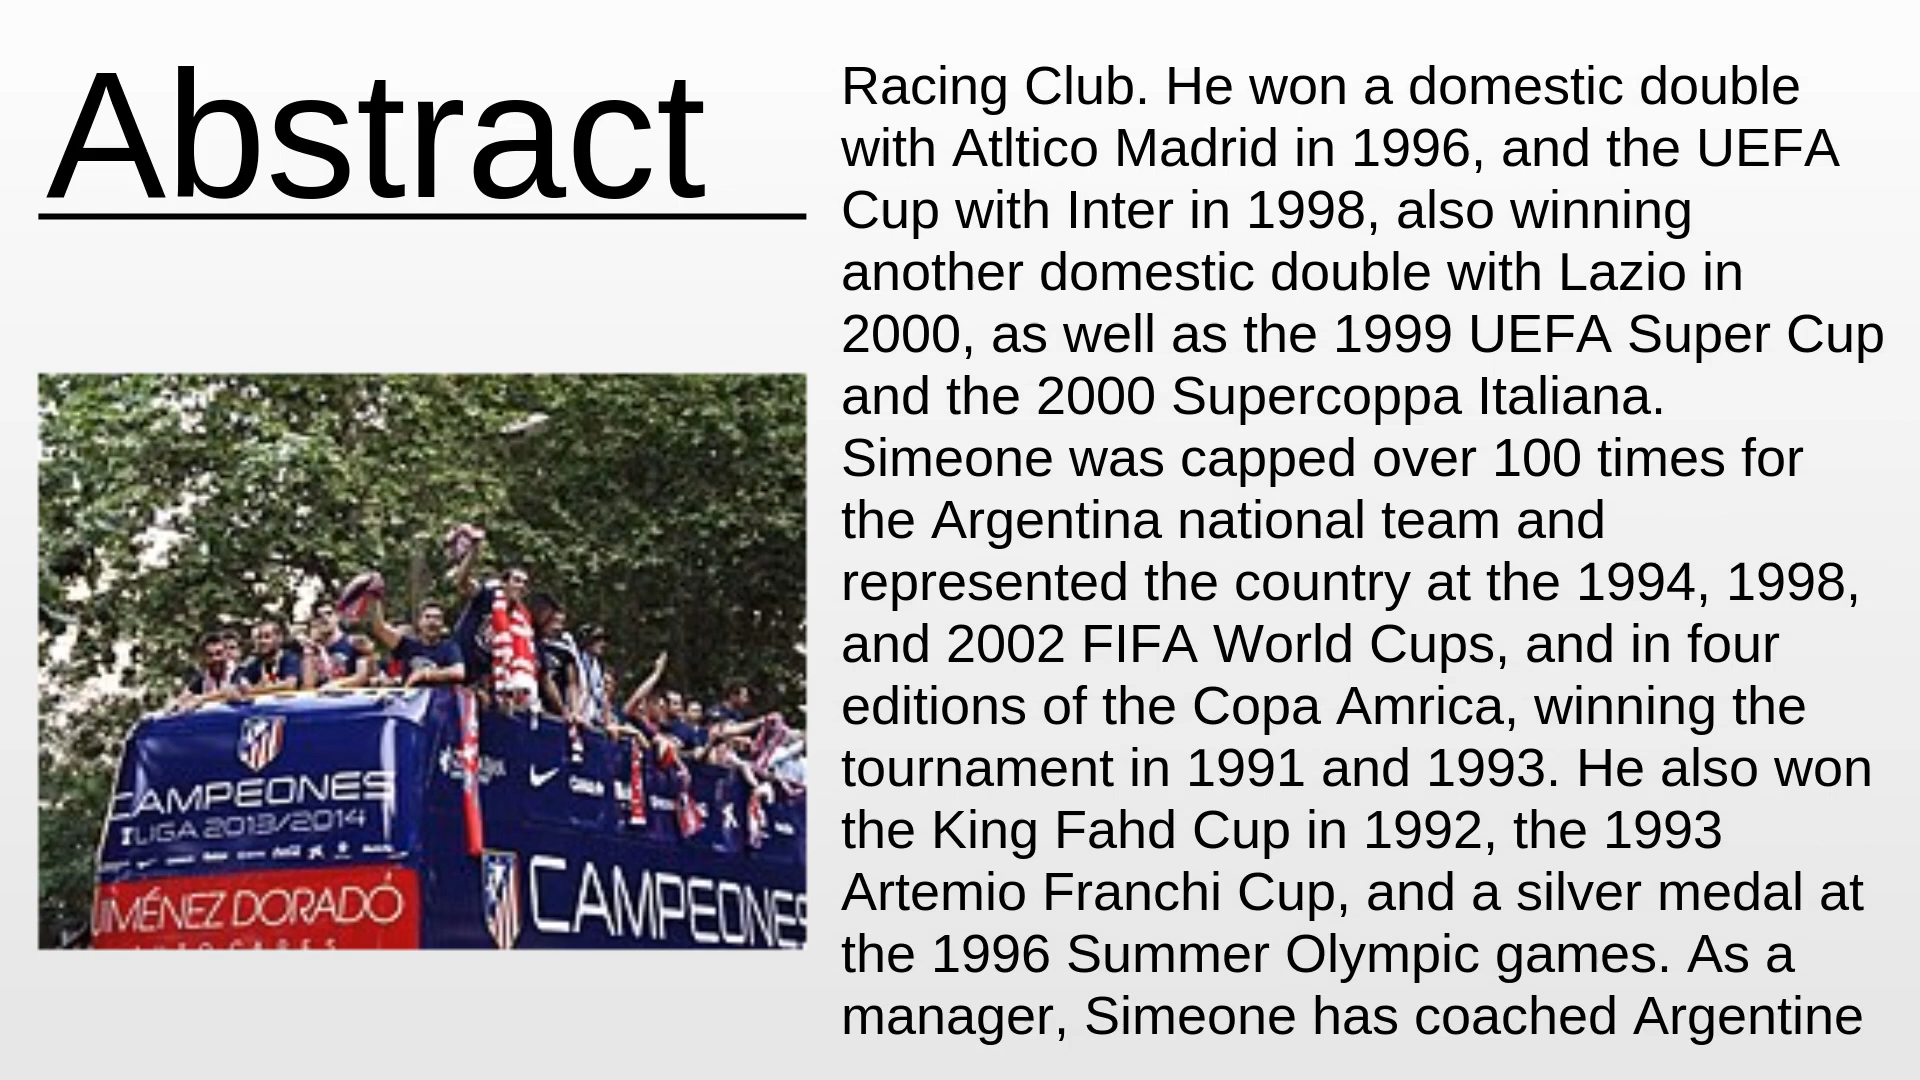 Abstract
Racing Club. He won a domestic double
with Atltico Madrid in 1996, and the UEFA
Cup with Inter in 1998, also winning
another domestic double with Lazio in
2000, as well as the 1999 UEFA Super Cup
and the 2000 Supercoppa Italiana.
Simeone was capped over 100 times for
the Argentina national team and
represented the country at the 1994, 1998,
and 2002 FIFA World Cups, and in four
editions of the Copa Amrica, winning the
tournament in 1991 and 1993. He also won
the King Fahd Cup in 1992, the 1993
Artemio Franchi Cup, and a silver medal at
the 1996 Summer Olympic games. As a
manager, Simeone has coached Argentine
CAMPEONES
LIGA 2013/2014
JIMÉNEZ DORADÓ
CAMPEONES